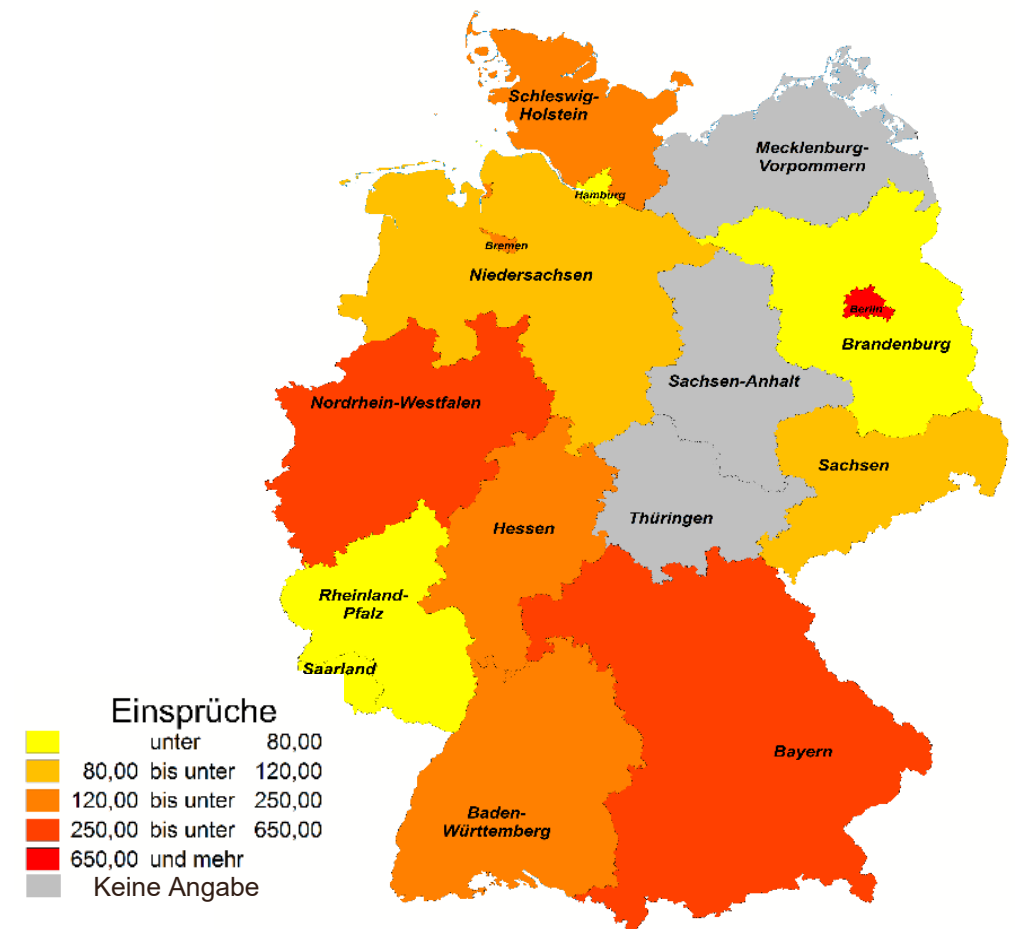 Schleswig-
Holstein
Mecklenburg-
Vorpommern
Hamburg
Bremen
Niedersachsen
Berlin
Brandenburg
Sachsen-Anhalt
Nordrhein-Westfalen
Sachsen
Thüringen
Hessen
Rheinland-
Pfalz
Saarland
Bayern
Baden-
Württemberg
Einsprüche
unter 80,00
80,00 bis unter 120,00
120,00 bis unter 250,00
250,00 bis unter 650,00
650,00 und mehr
Keine Angabe